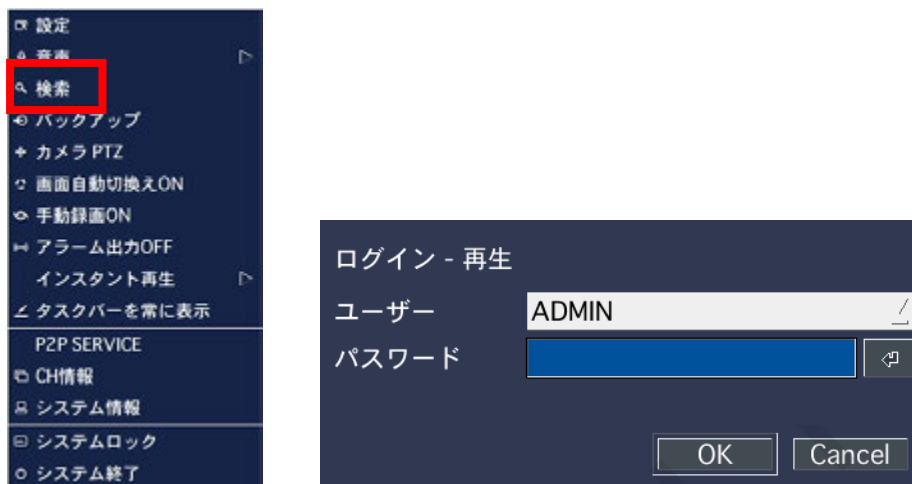 設定
音声
検索
バックアップ
カメラ PTZ
画面自動切換えON
手動録画ON
アラーム出力OFF
インスタント再生
タスクバーを常に表示
P2P SERVICE
CH情報
システム情報
システムロック
システム終了
ログイン - 再生
ユーザー ADMIN
パスワード
OK Cancel